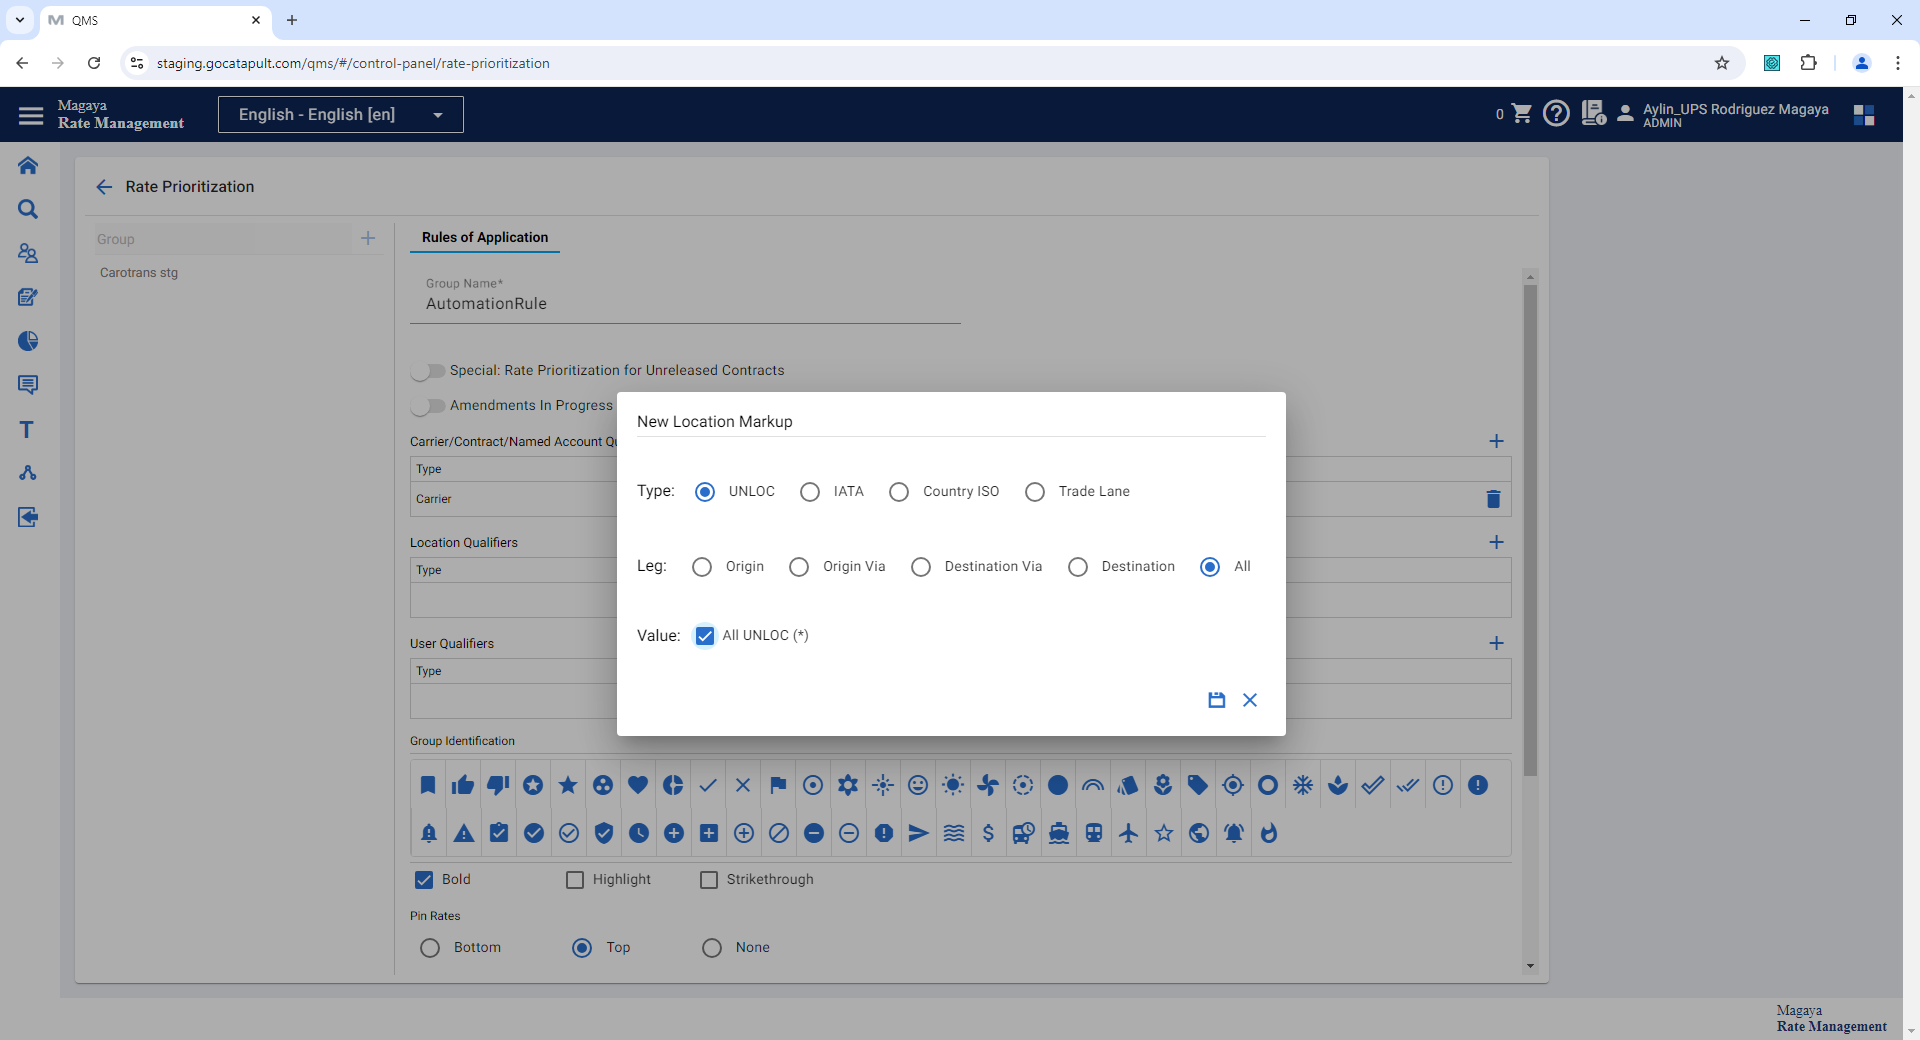 QMS
staging.gocatapult.com/qms/#/control-panel/rate-prioritization
Magaya
Rate Management
English - English [en]
0
Aylin_UPS Rodriguez Magaya
ADMIN
Rate Prioritization
Group
Carotrans stg
Rules of Application
Group Name*
AutomationRule
Special: Rate Prioritization for Unreleased Contracts
Amendments In Progress
Carrier/Contract/Named Account Qu
Type
Carrier
Location Qualifiers
Type
User Qualifiers
Type
New Location Markup
Type: UNLOC IATA Country ISO Trade Lane
Leg: Origin Origin Via Destination Via Destination All
Value: All UNLOC (*)
Group Identification
Bold Highlight Strikethrough
Pin Rates
Bottom Top None
Magaya
Rate Management